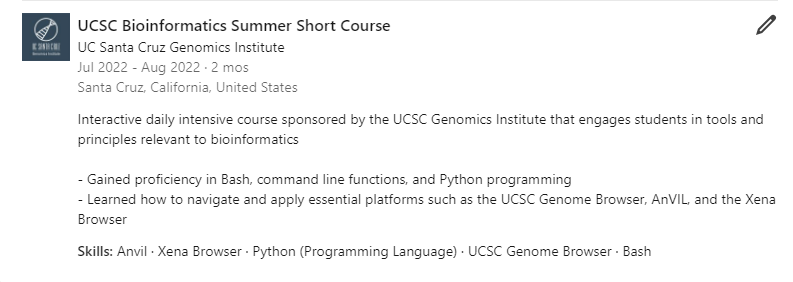 UCSC Bioinformatics Summer Short Course
UC Santa Cruz Genomics Institute
Jul 2022 - Aug 2022 · 2 mos
Santa Cruz, California, United States
Interactive daily intensive course sponsored by the UCSC Genomics Institute that engages students in tools and
principles relevant to bioinformatics
- Gained proficiency in Bash, command line functions, and Python programming
- Learned how to navigate and apply essential platforms such as the UCSC Genome Browser, AnVIL, and the Xena
Browser
Skills: Anvil · Xena Browser · Python (Programming Language) · UCSC Genome Browser · Bash
UC SANTA CRUZ
Genomics Institute